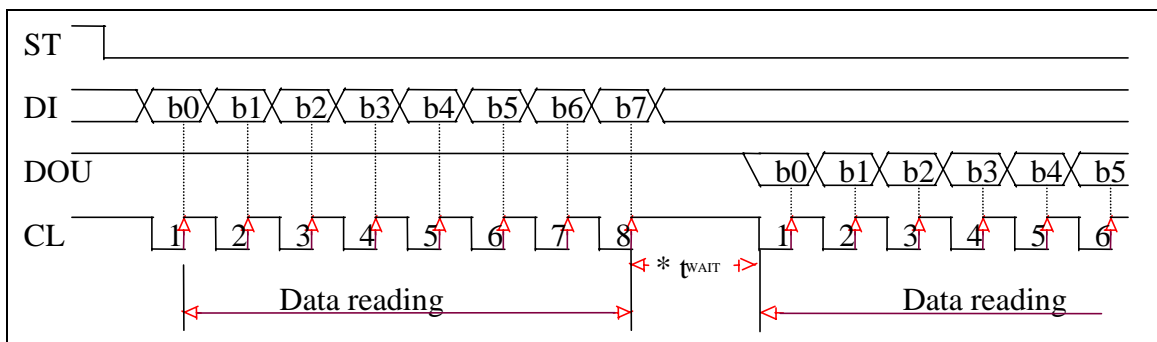 ST
DI b0 b1 b2 b3 b4 b5 b6 b7
DOU b0 b1 b2 b3 b4 b5
CL 1 2 3 4 5 6 7 8 1 2 3 4 5 6
* tWAIT
Data reading Data reading